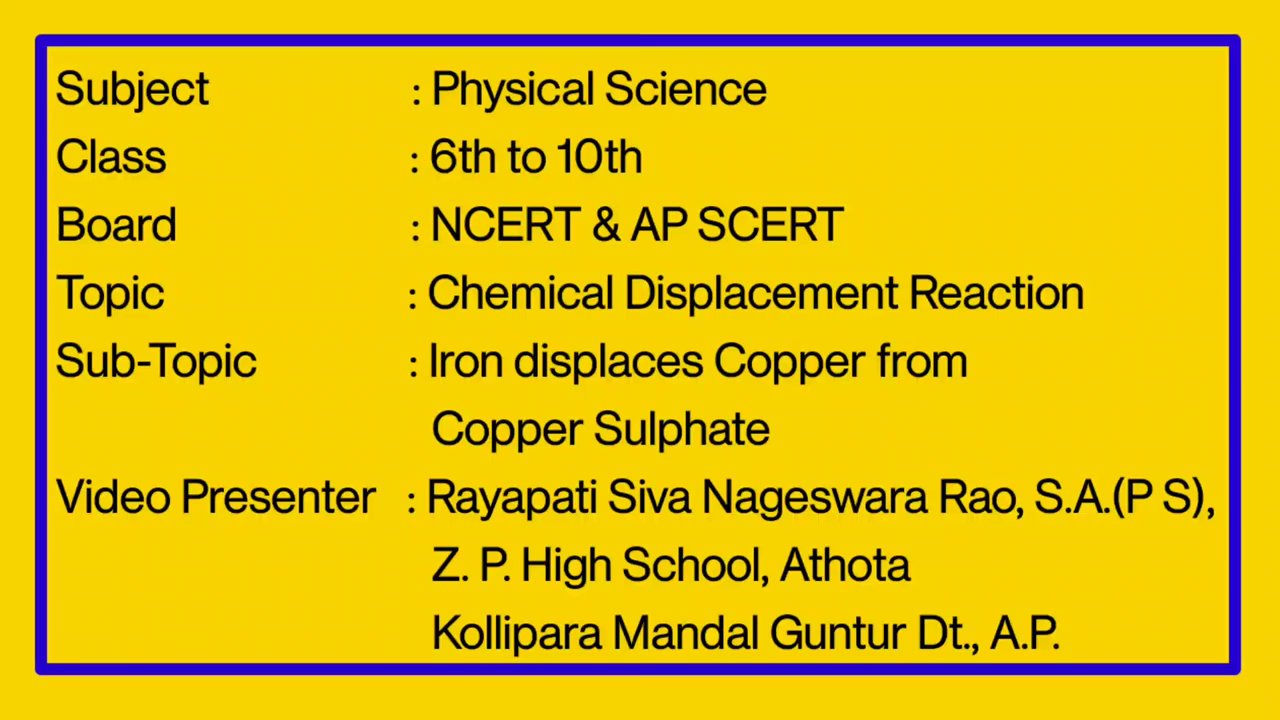 Subject : Physical Science
Class : 6th to 10th
Board : NCERT & AP SCERT
Topic : Chemical Displacement Reaction
Sub-Topic : Iron displaces Copper from
Copper Sulphate
Video Presenter : Rayapati Siva Nageswara Rao, S.A.(P S),
Z. P. High School, Athota
Kollipara Mandal Guntur Dt., A.P.